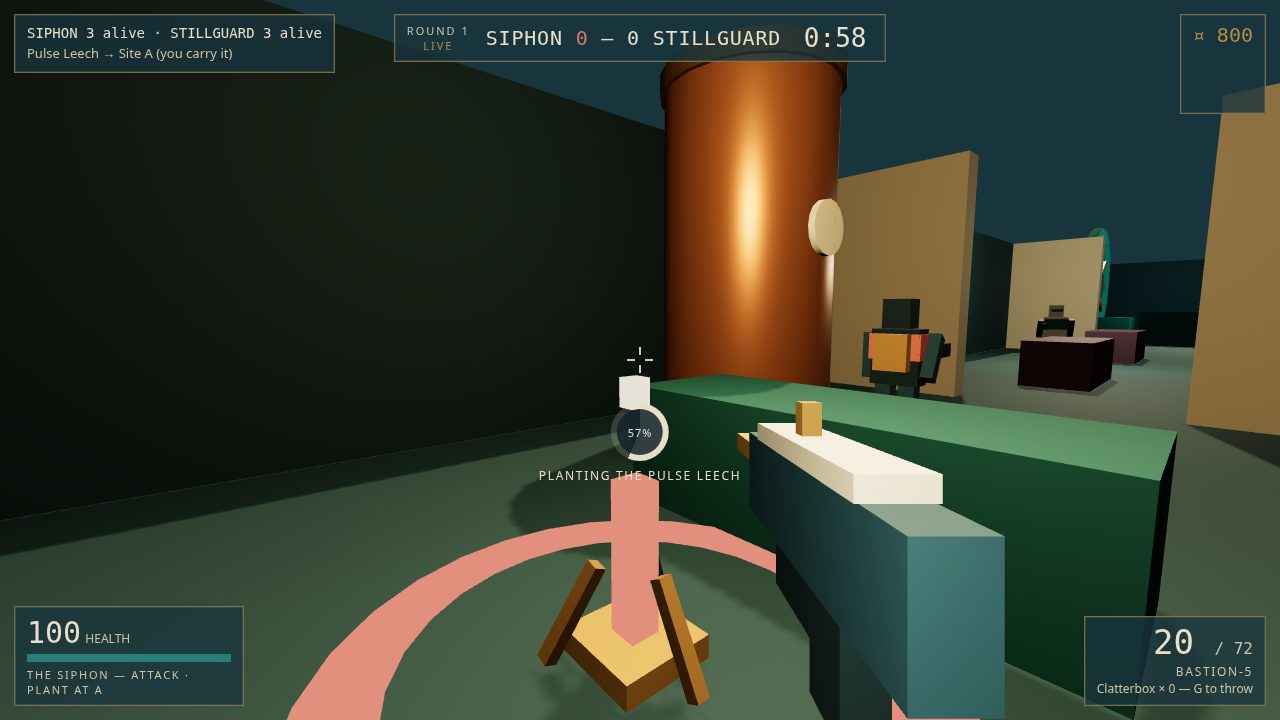 SIPHON 3 alive · STILLGUARD 3 alive
Pulse Leech → Site A (you carry it)
ROUND 1
LIVE
SIPHON 0 — 0 STILLGUARD 0:58
¤ 800
57%
PLANTING THE PULSE LEECH
100 HEALTH
THE SIPHON — ATTACK ·
PLANT AT A
20 / 72
BASTION-5
Clatterbox × 0 — G to throw